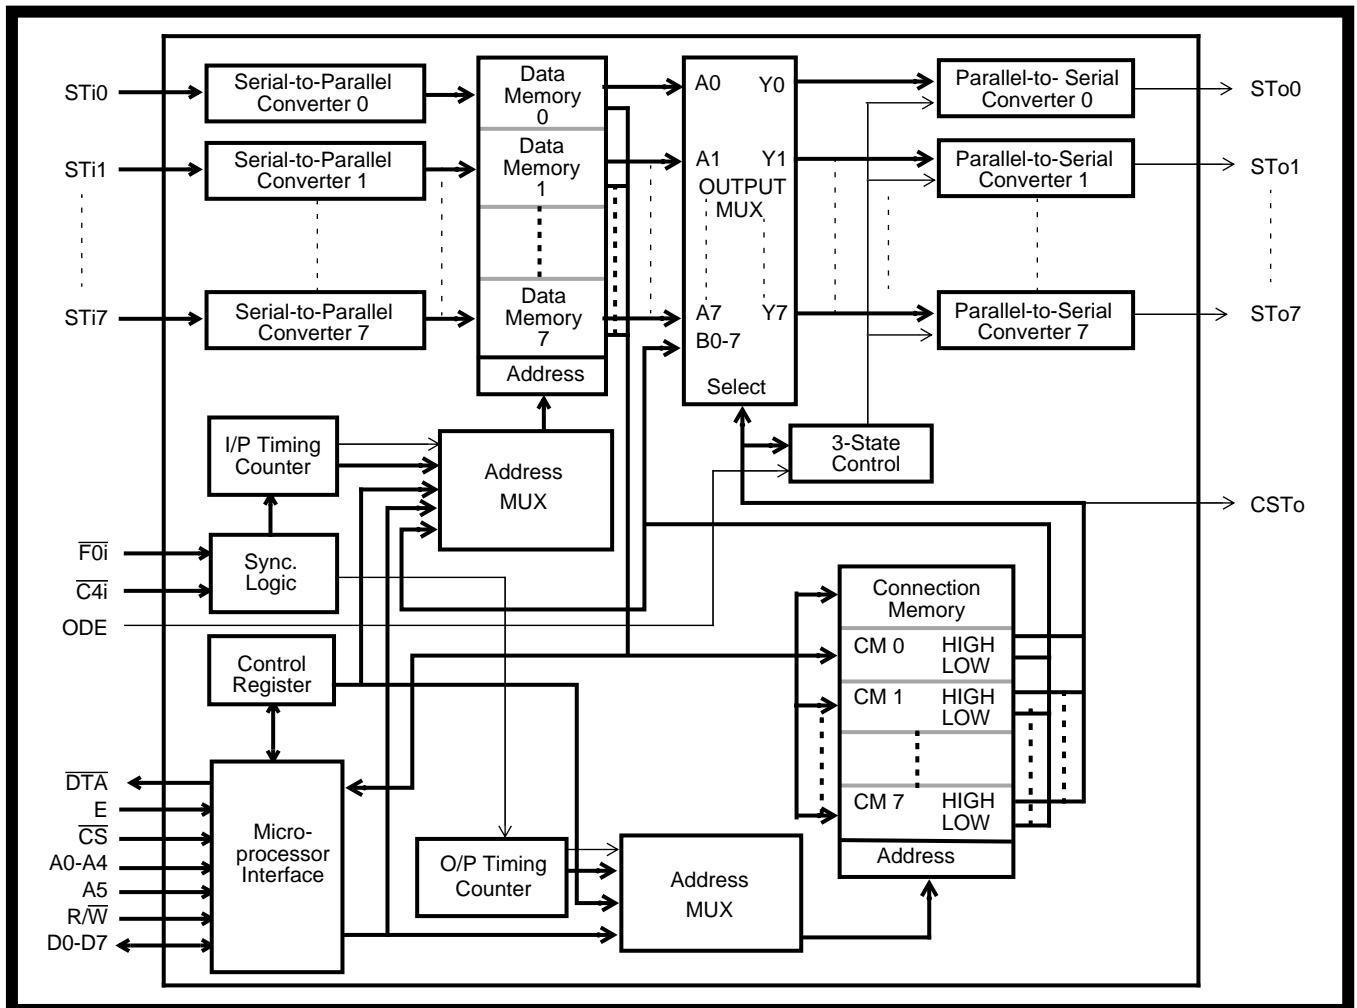 STi0
Serial-to-Parallel
Converter 0
Data
Memory
0
A0
Y0
Parallel-to- Serial
Converter 0
STo0
STi1
Serial-to-Parallel
Converter 1
Data
Memory
1
A1
Y1
OUTPUT
MUX
Parallel-to-Serial
Converter 1
STo1
STi7
Serial-to-Parallel
Converter 7
Data
Memory
7
A7
Y7
B0-7
Parallel-to-Serial
Converter 7
STo7
Address
Select
I/P Timing
Counter
Address
MUX
3-State
Control
CSTo
F0i
C4i
Sync.
Logic
ODE
Connection
Memory
CM 0
HIGH
LOW
CM 1
HIGH
LOW
CM 7
HIGH
LOW
Address
Control
Register
DTA
E
CS
A0-A4
A5
R/W
D0-D7
Micro-
processor
Interface
O/P Timing
Counter
Address
MUX